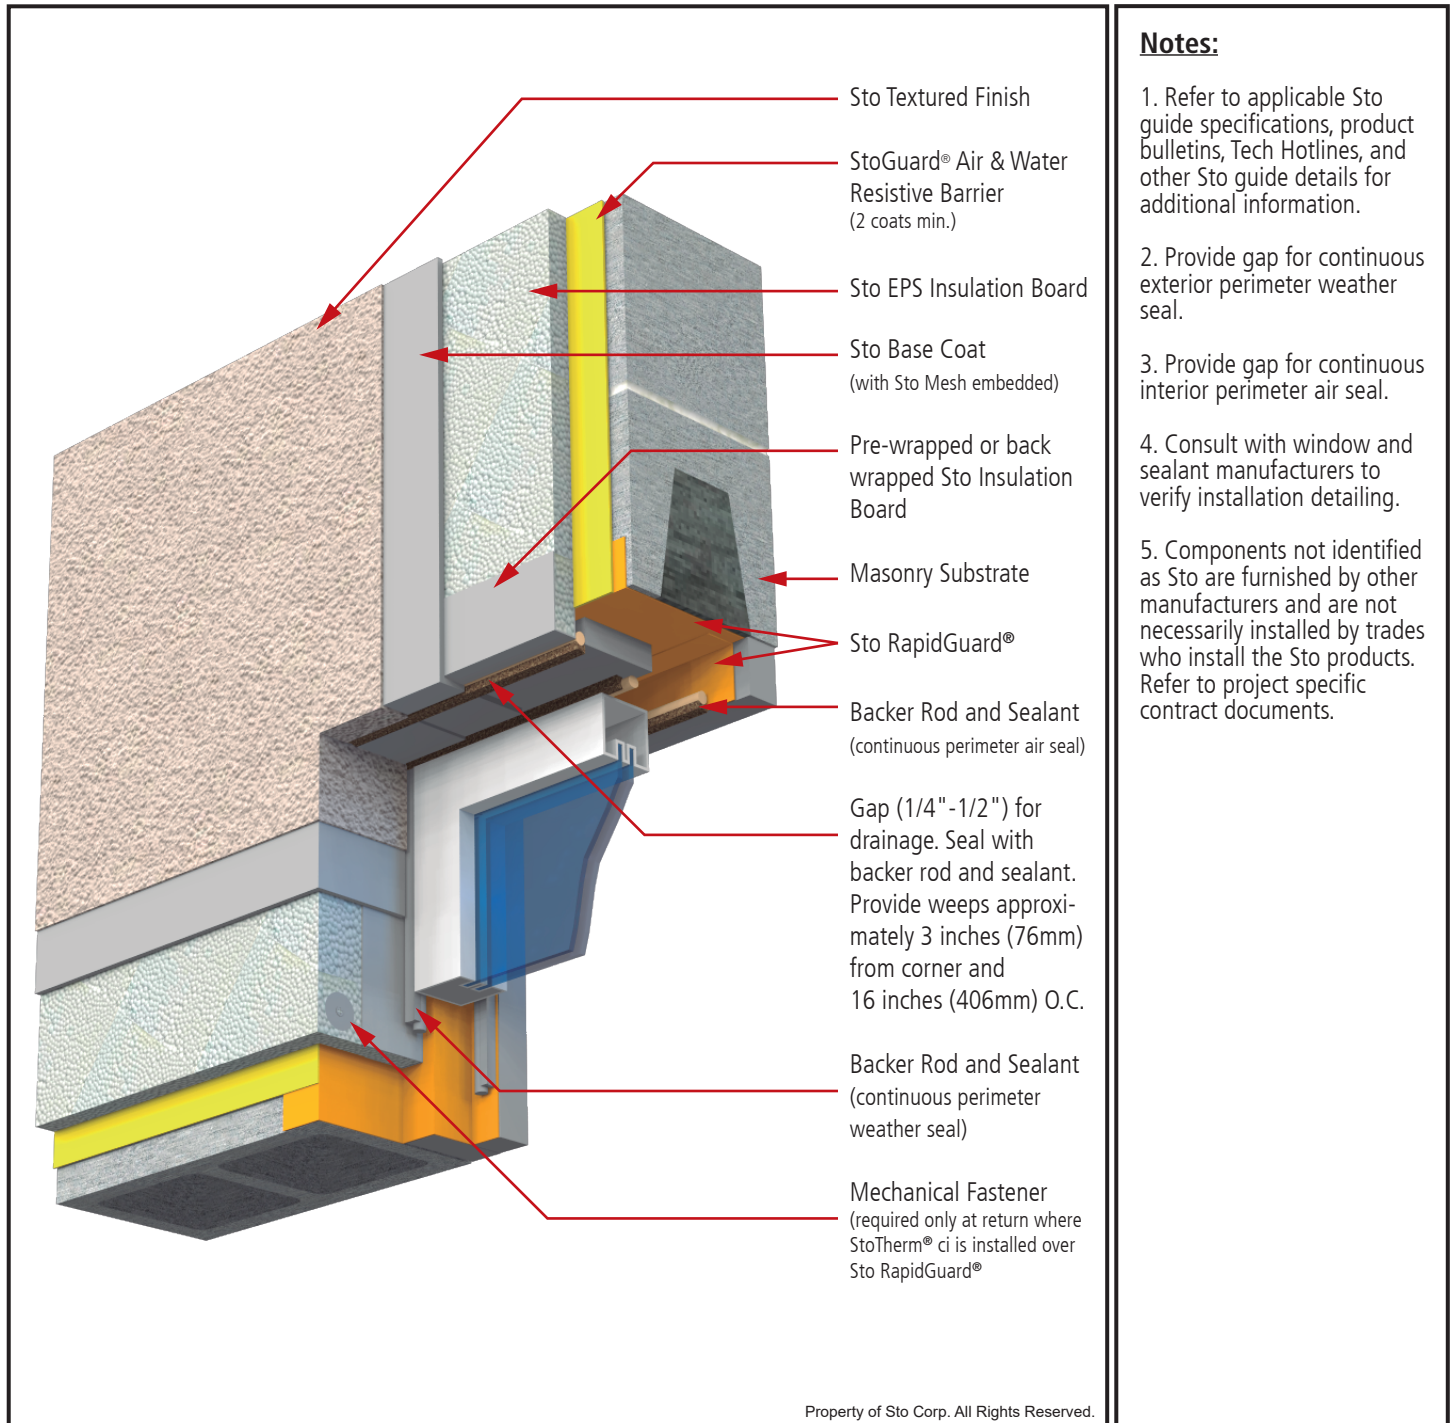 Sto Textured Finish
StoGuard® Air & Water
Resistive Barrier
(2 coats min.)
Sto EPS Insulation Board
Sto Base Coat
(with Sto Mesh embedded)
Pre-wrapped or back
wrapped Sto Insulation
Board
Masonry Substrate
Sto RapidGuard®
Backer Rod and Sealant
(continuous perimeter air seal)
Gap (1/4"-1/2") for
drainage. Seal with
backer rod and sealant.
Provide weeps approxi-
mately 3 inches (76mm)
from corner and
16 inches (406mm) O.C.
Backer Rod and Sealant
(continuous perimeter
weather seal)
Mechanical Fastener
(required only at return where
StoTherm® ci is installed over
Sto RapidGuard®
Property of Sto Corp. All Rights Reserved.
Notes:
1. Refer to applicable Sto
guide specifications, product
bulletins, Tech Hotlines, and
other Sto guide details for
additional information.
2. Provide gap for continuous
exterior perimeter weather
seal.
3. Provide gap for continuous
interior perimeter air seal.
4. Consult with window and
sealant manufacturers to
verify installation detailing.
5. Components not identified
as Sto are furnished by other
manufacturers and are not
necessarily installed by trades
who install the Sto products.
Refer to project specific
contract documents.